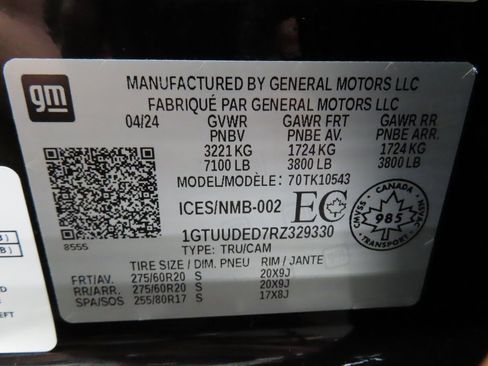 gm
MANUFACTURED BY GENERAL MOTORS LLC
FABRIQUÉ PAR GENERAL MOTORS LLC
04/24 GVWR GAWR FRT GAWR RR
PNBV PNBE AV. PNBE ARR.
3221 KG 1724 KG 1724 KG
7100 LB 3800 LB 3800 LB
MODEL/MODÈLE: 70TK10543
ICES/NMB-002 EC
CANADA
985
CMVSS NSVAC
1GTUUDED7RZ329330
8555
TYPE: TRU/CAM
TIRE SIZE / DIM. PNEU RIM / JANTE
FRT/AV. 275/60R20 S 20X9J
RR/ARR. 275/60R20 S 20X9J
SPA/SOS 255/80R17 S 17X8J